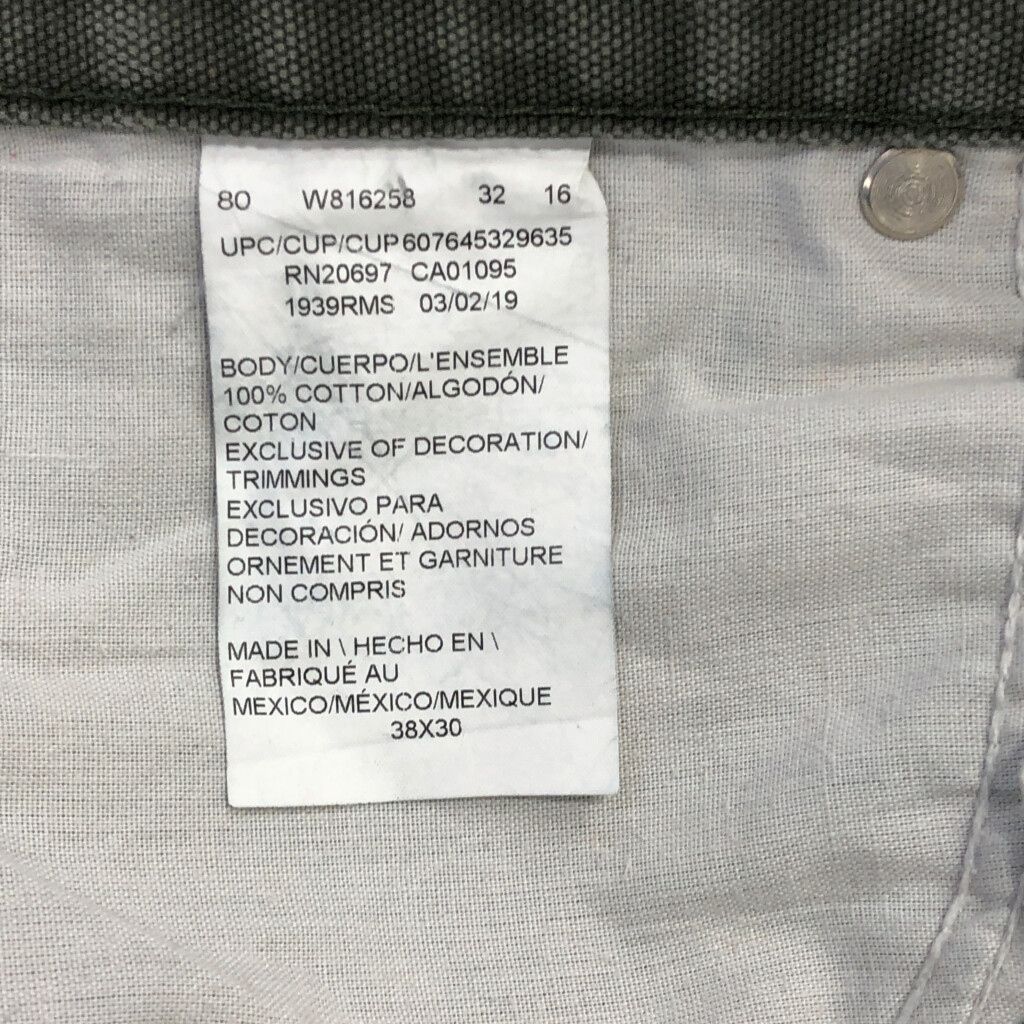 80 W816258 32 16
UPC/CUP/CUP 607645329635
RN20697 CA01095
1939RMS 03/02/19
BODY/CUERPO/L'ENSEMBLE
100% COTTON/ALGODÓN/
COTON
EXCLUSIVE OF DECORATION/
TRIMMINGS
EXCLUSIVO PARA
DECORACIÓN/ ADORNOS
ORNEMENT ET GARNITURE
NON COMPRIS
MADE IN \ HECHO EN \
FABRIQUÉ AU
MEXICO/MÉXICO/MEXIQUE
38X30